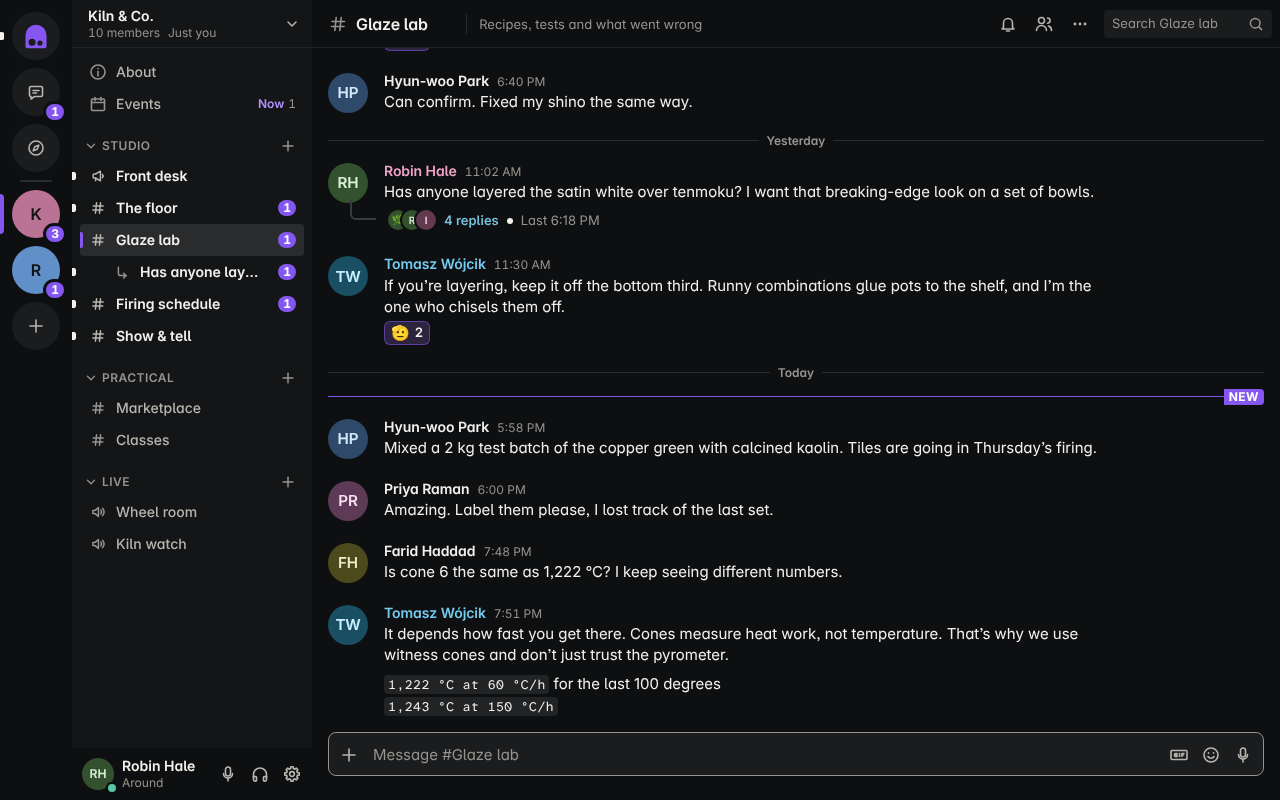 Kiln & Co.
10 members Just you
Glaze lab
Recipes, tests and what went wrong
Search Glaze lab
1
K
3
R
1
About
Events
Now 1
STUDIO
Front desk
The floor
1
Glaze lab
1
Has anyone lay...
1
Firing schedule
1
Show & tell
PRACTICAL
Marketplace
Classes
LIVE
Wheel room
Kiln watch
RH
Robin Hale
Around
HP
Hyun-woo Park 6:40 PM
Can confirm. Fixed my shino the same way.
Yesterday
RH
Robin Hale 11:02 AM
Has anyone layered the satin white over tenmoku? I want that breaking-edge look on a set of bowls.
R I 4 replies • Last 6:18 PM
TW
Tomasz Wójcik 11:30 AM
If you’re layering, keep it off the bottom third. Runny combinations glue pots to the shelf, and I’m the
one who chisels them off.
🫡 2
Today
NEW
HP
Hyun-woo Park 5:58 PM
Mixed a 2 kg test batch of the copper green with calcined kaolin. Tiles are going in Thursday’s firing.
PR
Priya Raman 6:00 PM
Amazing. Label them please, I lost track of the last set.
FH
Farid Haddad 7:48 PM
Is cone 6 the same as 1,222 °C? I keep seeing different numbers.
TW
Tomasz Wójcik 7:51 PM
It depends how fast you get there. Cones measure heat work, not temperature. That’s why we use
witness cones and don’t just trust the pyrometer.
1,222 °C at 60 °C/h for the last 100 degrees
1,243 °C at 150 °C/h
Message #Glaze lab
GIF